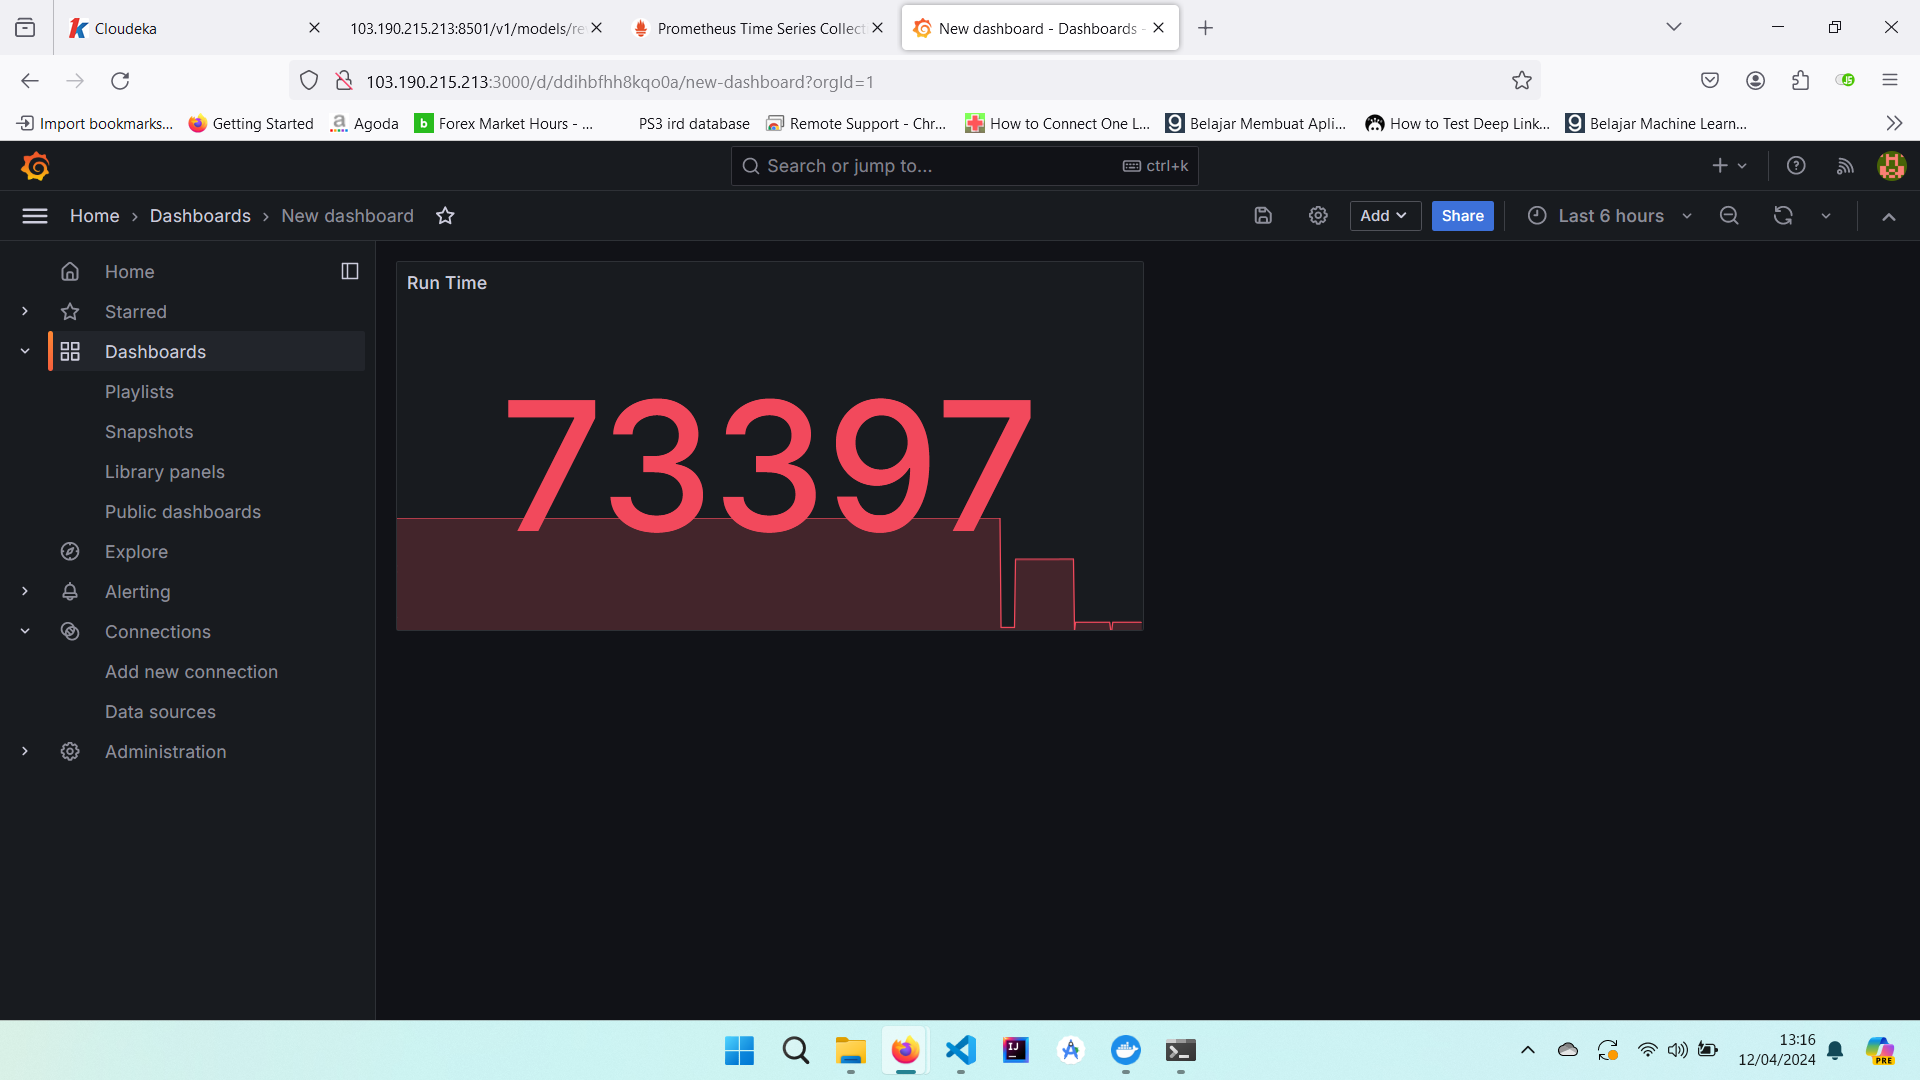 Cloudeka
103.190.215.213:8501/v1/models/re
Prometheus Time Series Collect
New dashboard - Dashboards -
103.190.215.213:3000/d/ddihbfhh8kqo0a/new-dashboard?orgId=1
Import bookmarks...
Getting Started
Agoda
Forex Market Hours - ...
PS3 ird database
Remote Support - Chr...
How to Connect One L...
Belajar Membuat Apli...
How to Test Deep Link...
Belajar Machine Learn...
Search or jump to...
ctrl+k
Home › Dashboards › New dashboard
Add
Share
Last 6 hours
Home
Starred
Dashboards
Playlists
Snapshots
Library panels
Public dashboards
Explore
Alerting
Connections
Add new connection
Data sources
Administration
Run Time
73397
13:16
12/04/2024
PRE